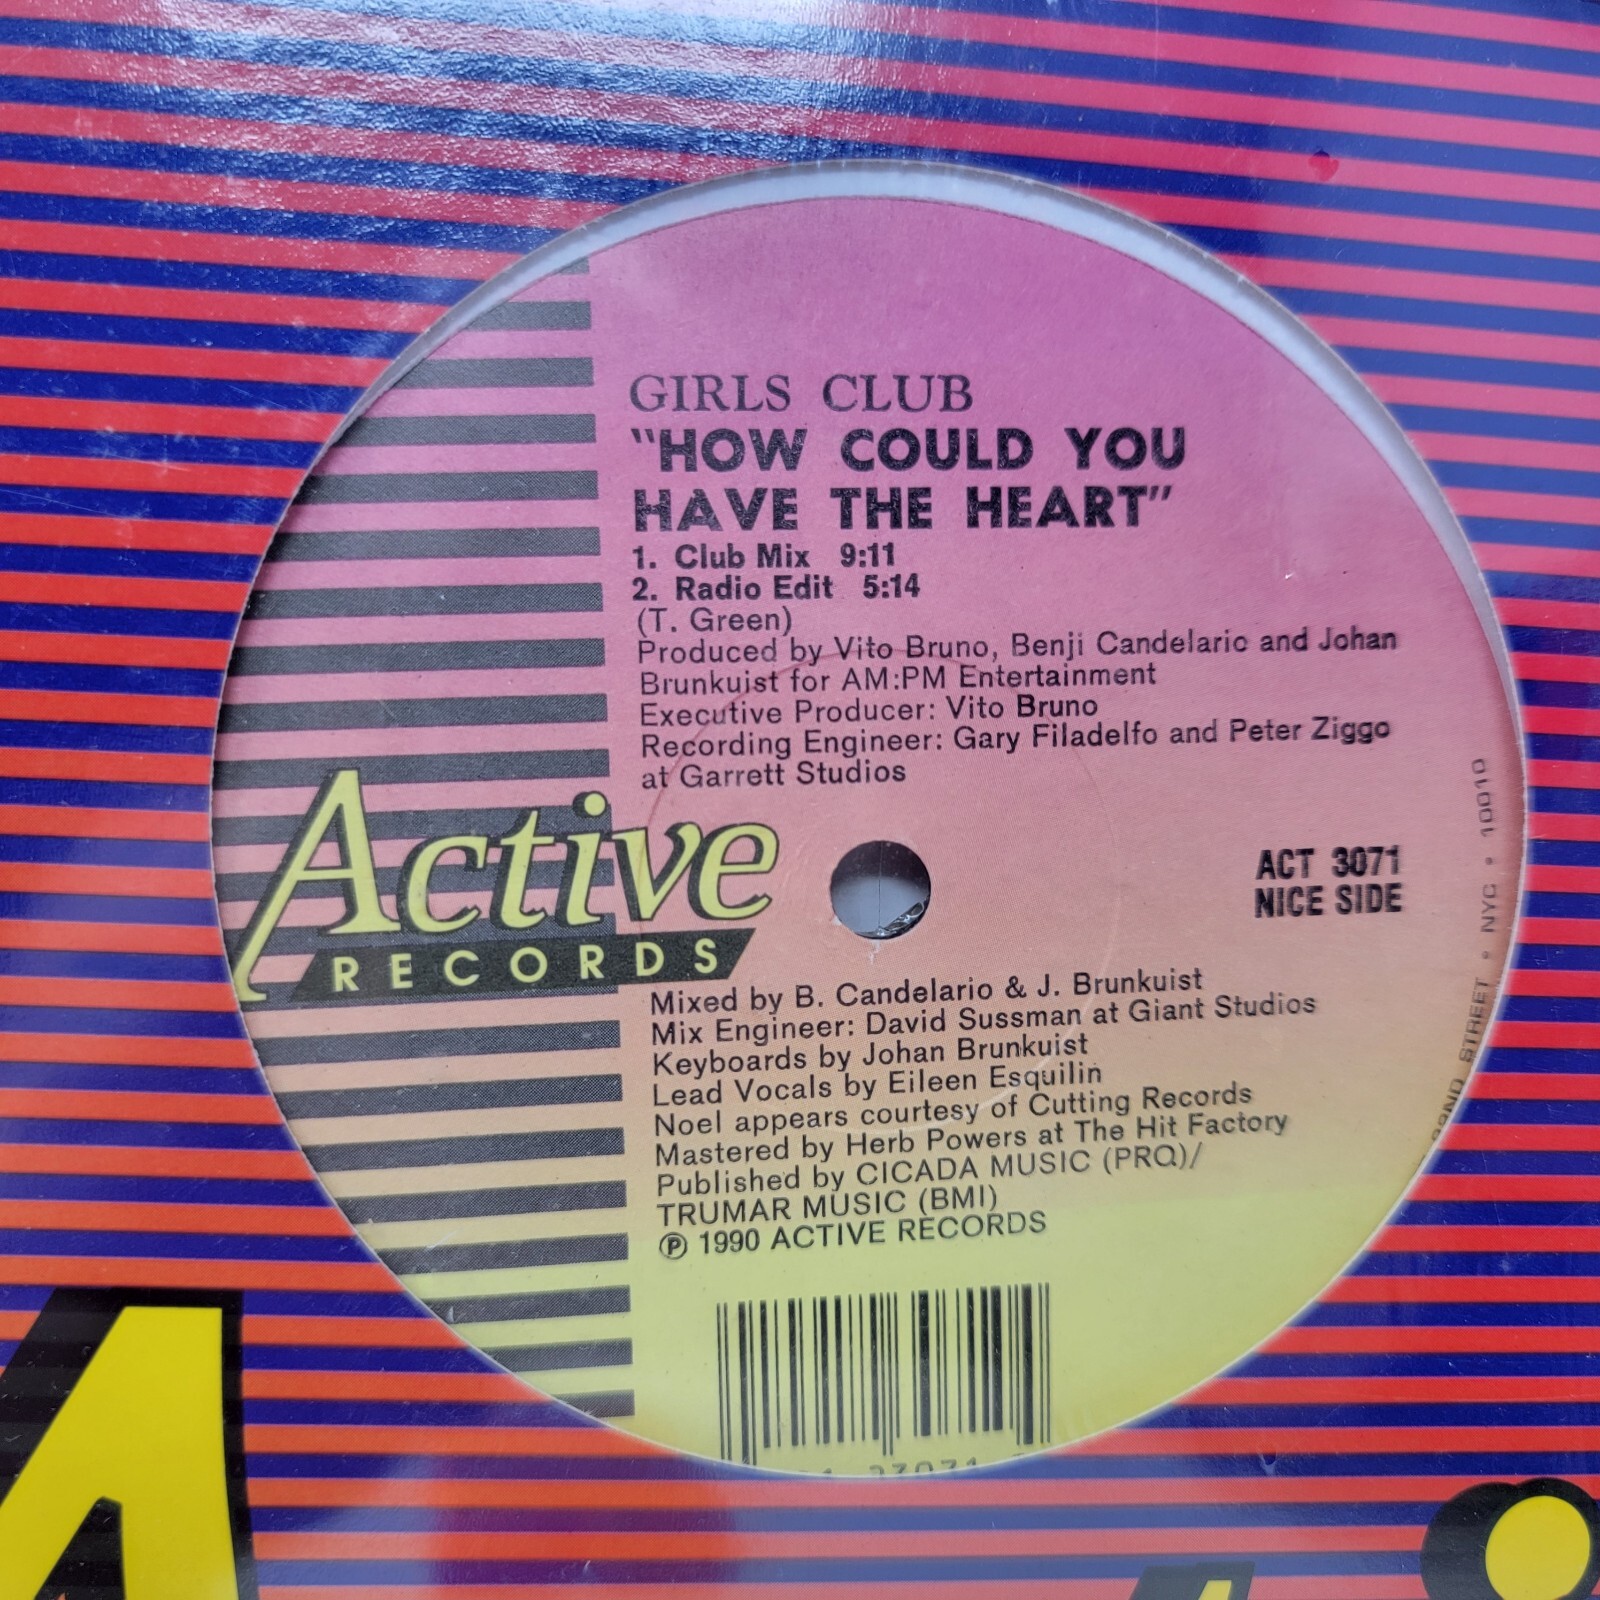 GIRLS CLUB
"HOW COULD YOU
HAVE THE HEART"
1. Club Mix 9:11
2. Radio Edit 5:14
(T. Green)
Produced by Vito Bruno, Benji Candelario and Johan
Brunkuist for AM:PM Entertainment
Executive Producer: Vito Bruno
Recording Engineer: Gary Filadelfo and Peter Ziggo
at Garrett Studios
Active
RECORDS
ACT 3071
NICE SIDE
Mixed by B. Candelario & J. Brunkuist
Mix Engineer: David Sussman at Giant Studios
Keyboards by Johan Brunkuist
Lead Vocals by Eileen Esquilin
Noel appears courtesy of Cutting Records
Mastered by Herb Powers at The Hit Factory
Published by CICADA MUSIC (PRQ)/
TRUMAR MUSIC (BMI)
Ⓟ 1990 ACTIVE RECORDS
STREET • NYC • 10010